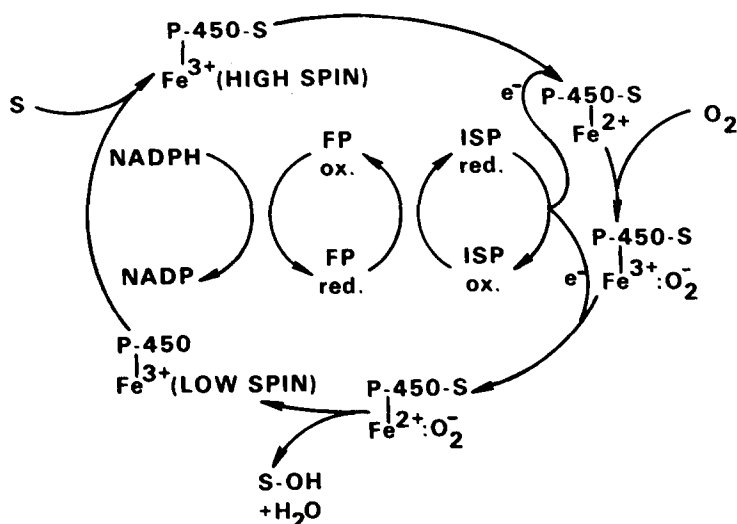 P-450-S
Fe3+ (HIGH SPIN)
S
e-
P-450-S
Fe2+
O2
NADPH
FP
ox.
ISP
red.
NADP
FP
red.
ISP
ox.
P-450-S
Fe3+:O2-
e-
P-450
Fe3+ (LOW SPIN)
P-450-S
Fe2+:O2-
S-OH
+H2O